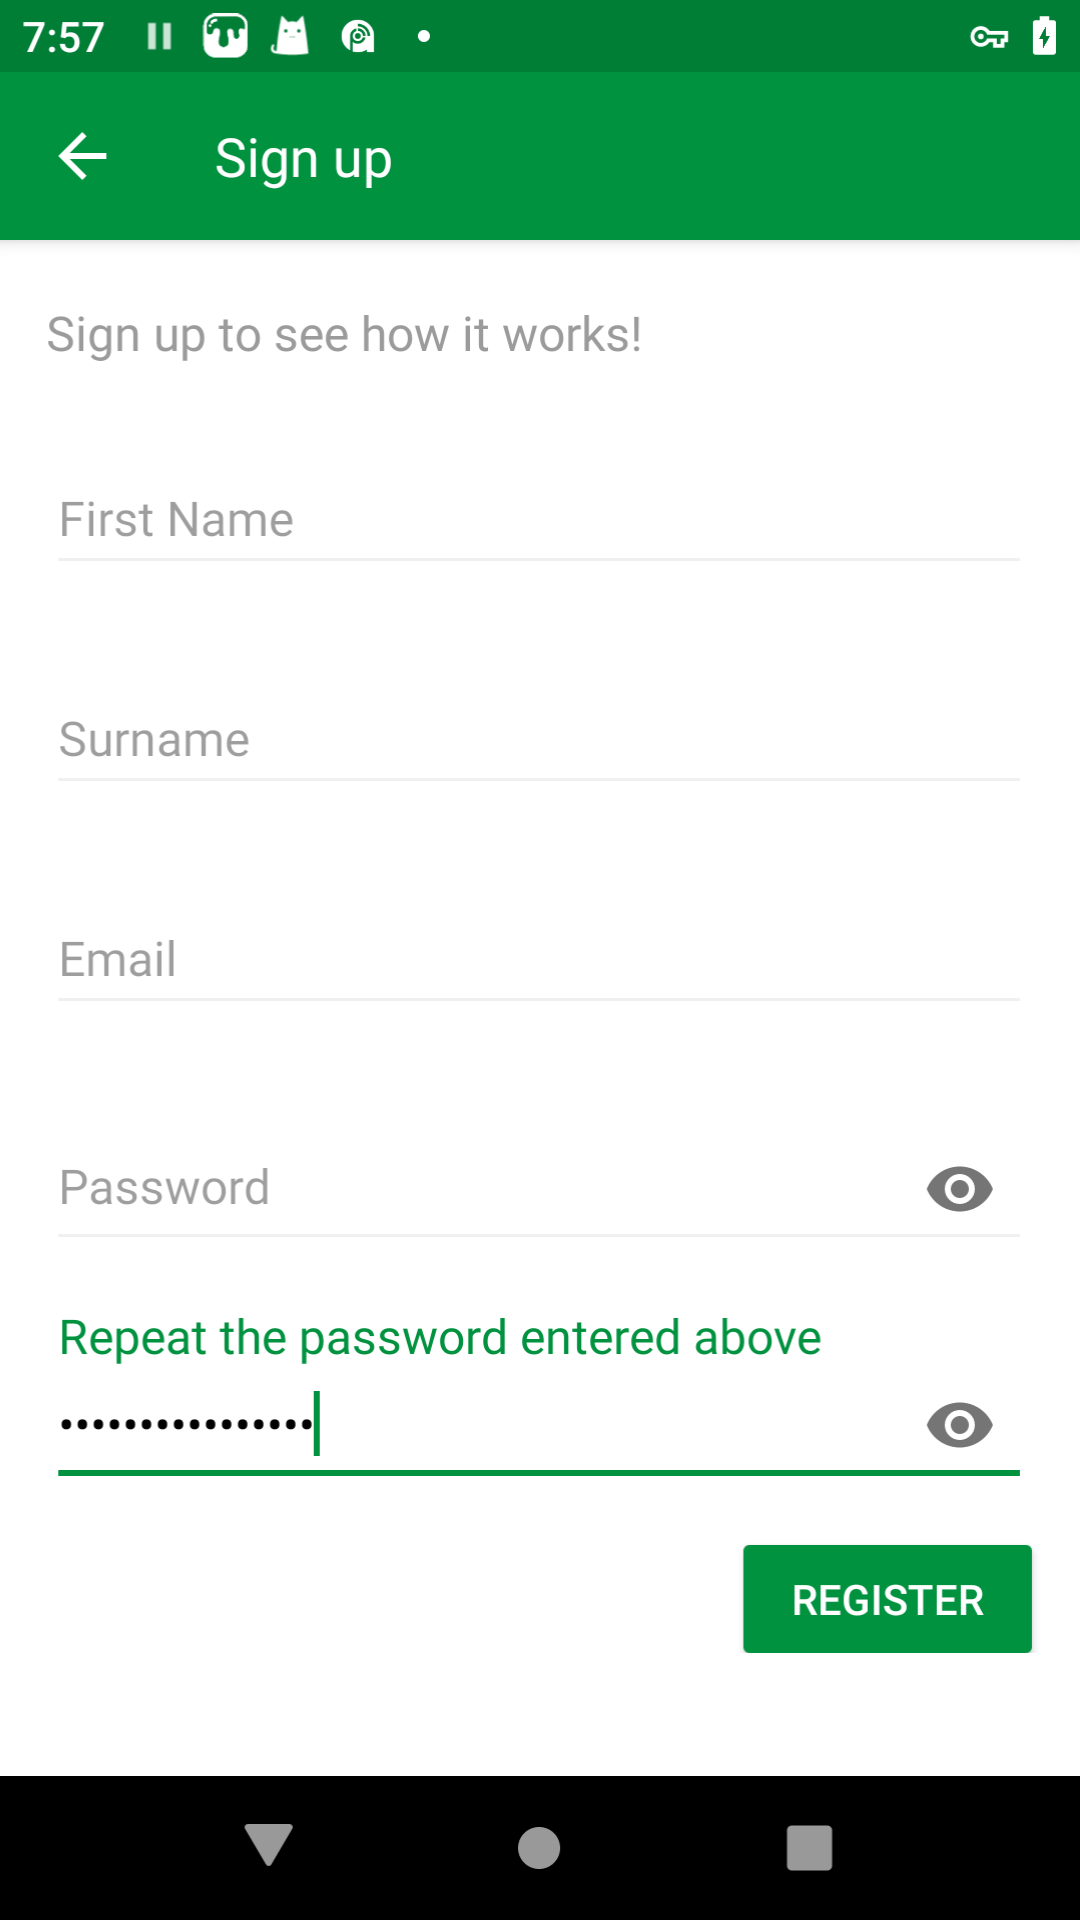 7:57
Sign up
Sign up to see how it works!
First Name
Surname
Email
Password
Repeat the password entered above
••••••••••••••••
REGISTER